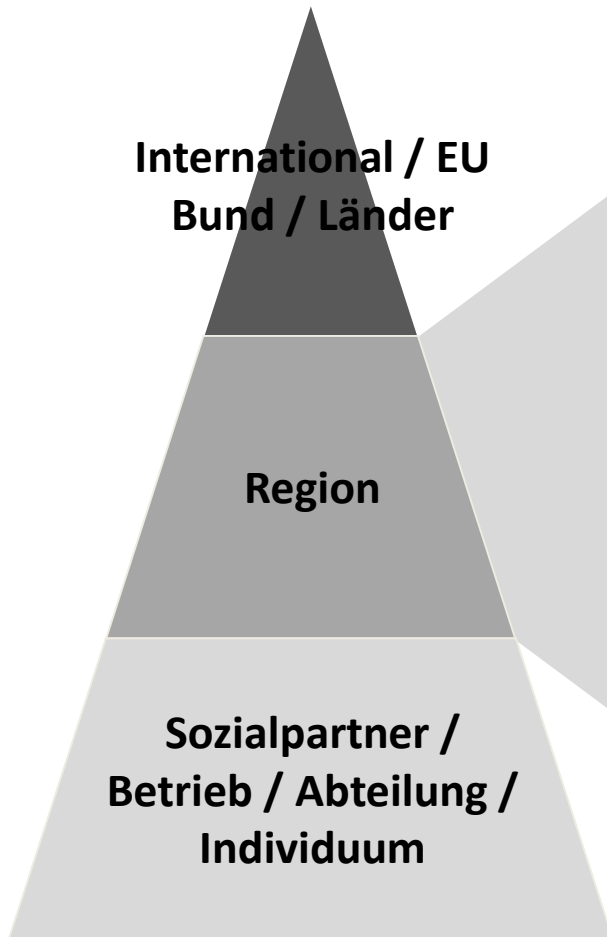 International / EU
Bund / Länder
Region
Sozialpartner /
Betrieb / Abteilung /
Individuum